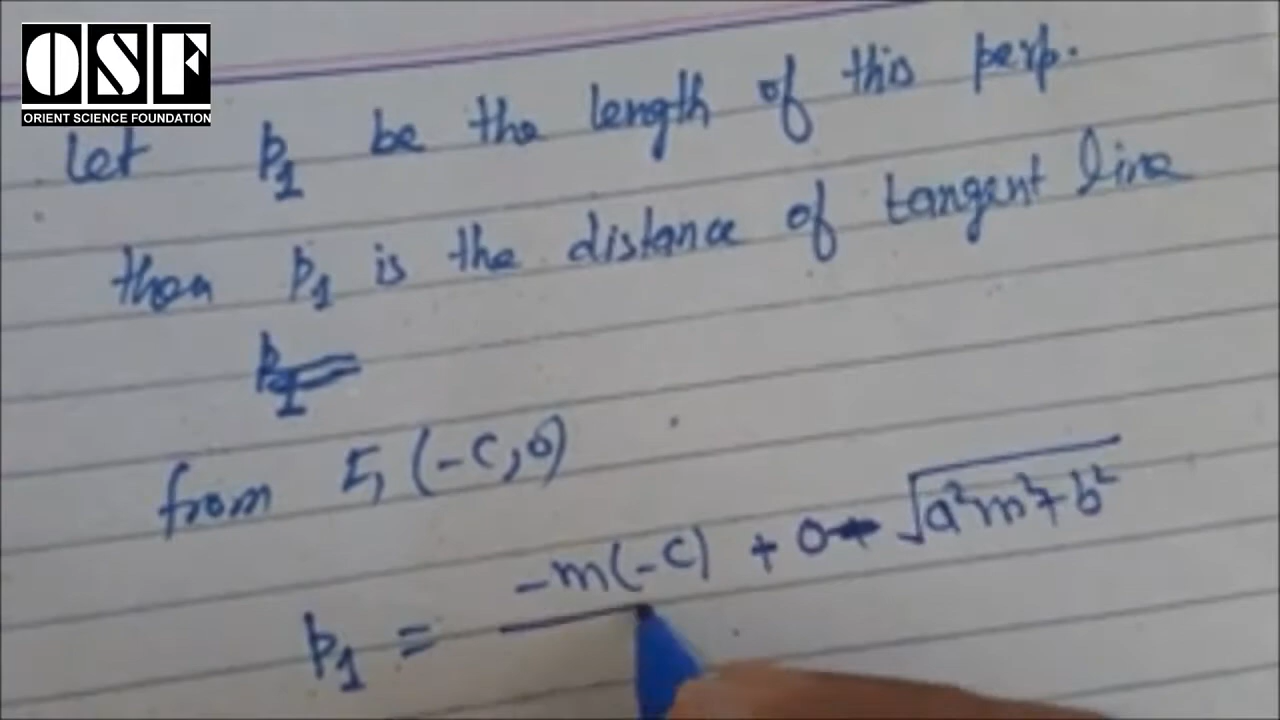 OSF
ORIENT SCIENCE FOUNDATION
Let p₁ be the length of this perp.
then p₁ is the distance of tangent line
from F₁ (-c,0)
p₁ = -m(-c) + 0 - √a²m²+b²